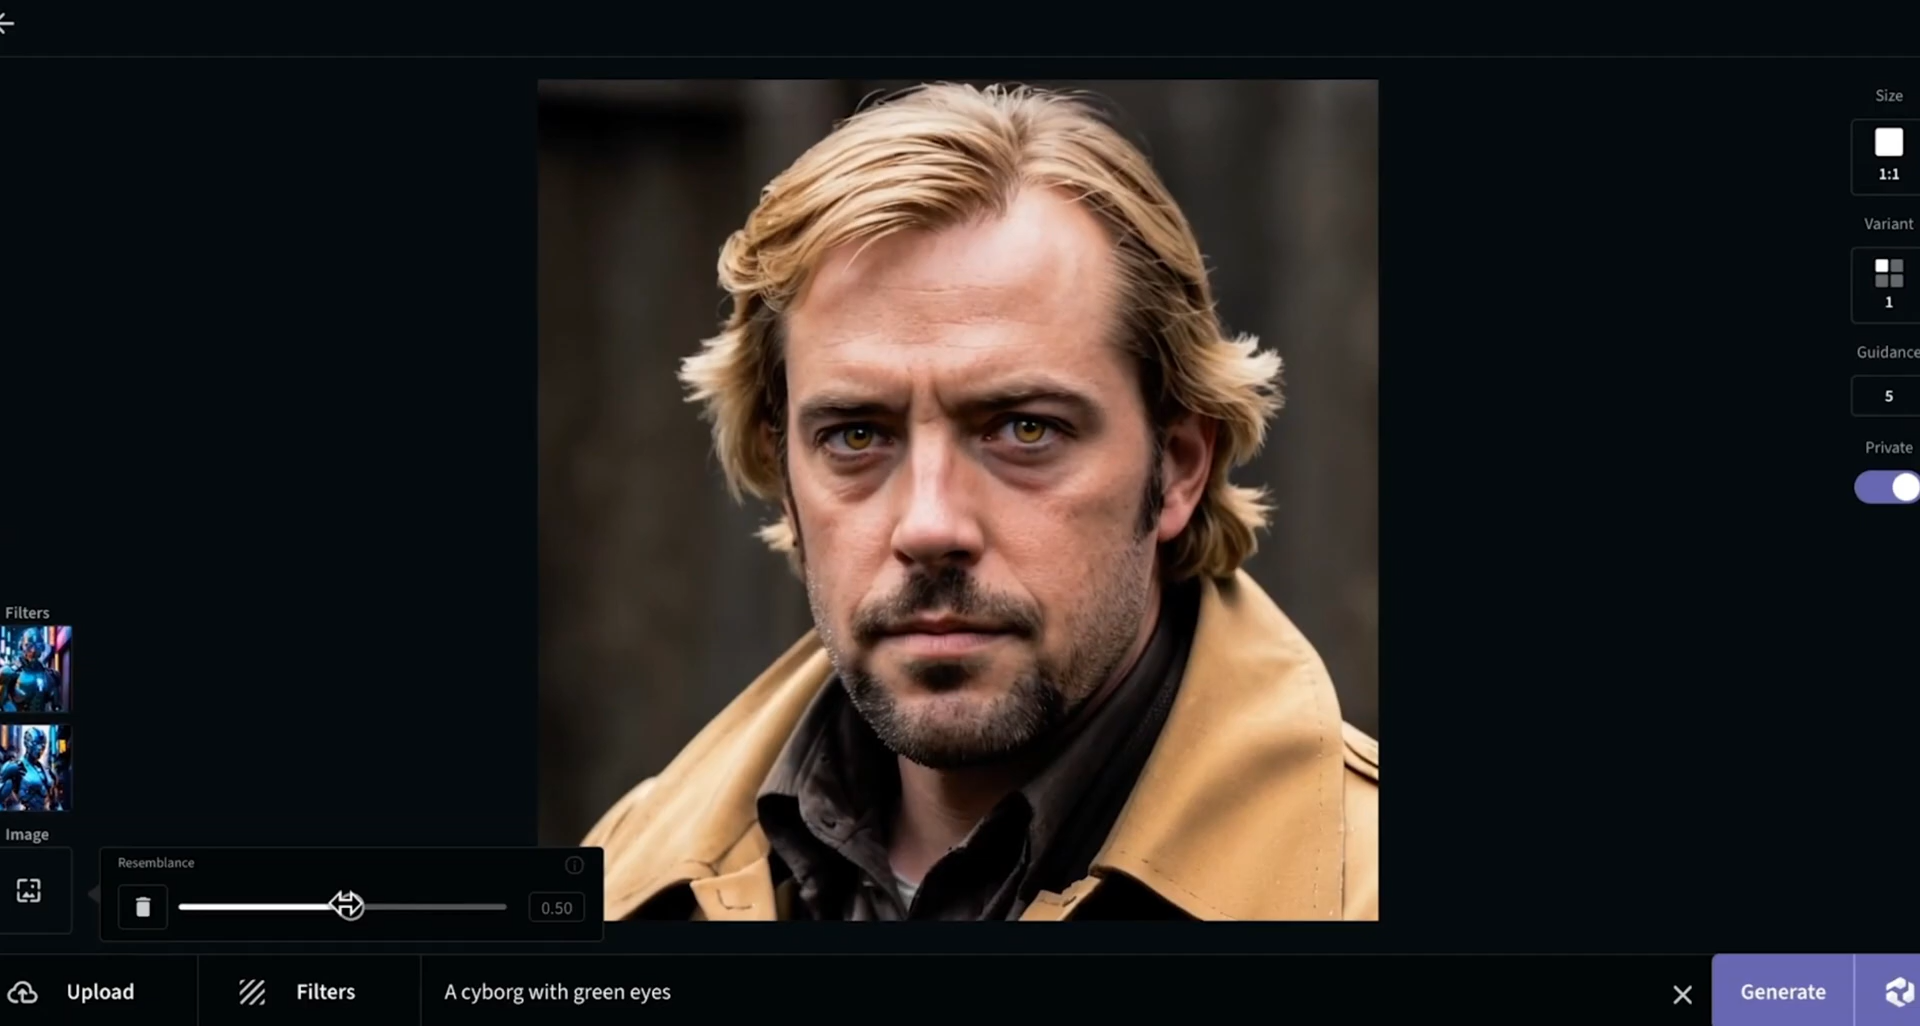 Size
1:1
Variant
1
Guidance
5
Private
Filters
Image
Resemblance
0.50
Upload
Filters
A cyborg with green eyes
Generate